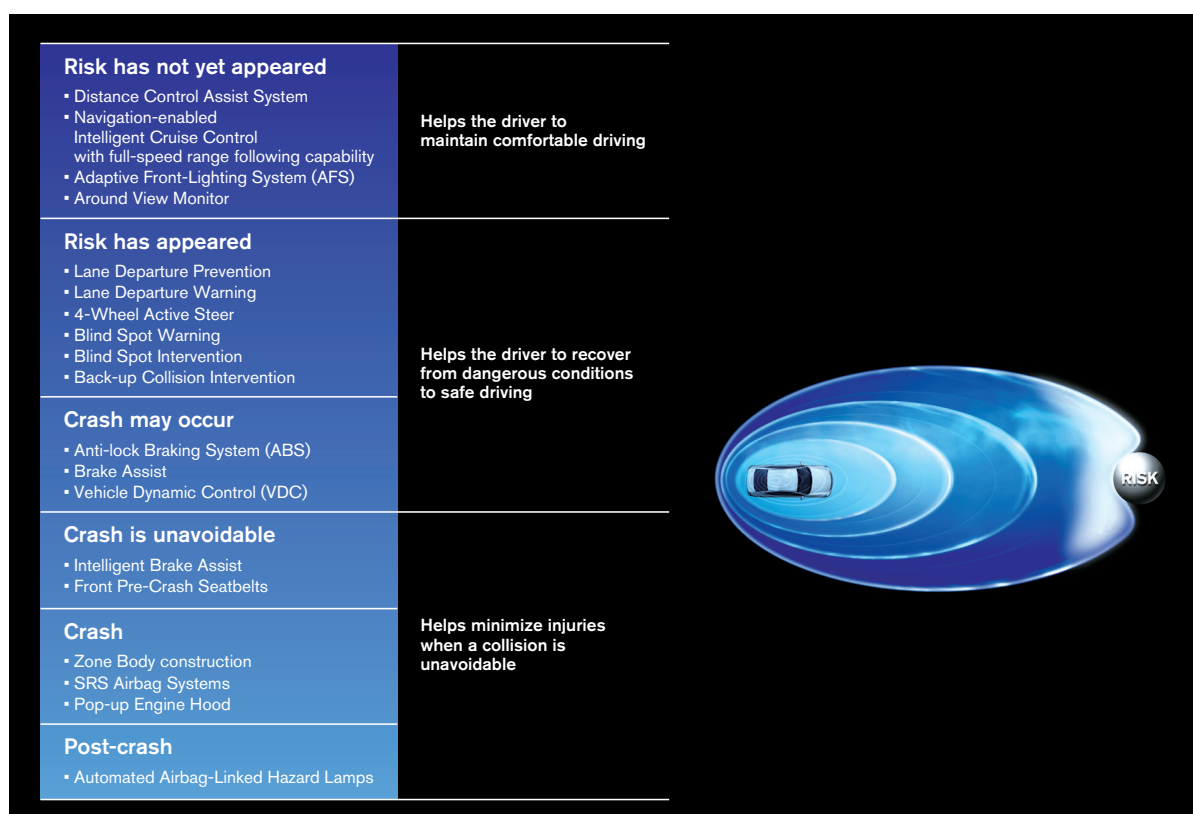 Risk has not yet appeared
▪ Distance Control Assist System
▪ Navigation-enabled
Intelligent Cruise Control
with full-speed range following capability
▪ Adaptive Front-Lighting System (AFS)
▪ Around View Monitor
Helps the driver to
maintain comfortable driving
Risk has appeared
▪ Lane Departure Prevention
▪ Lane Departure Warning
▪ 4-Wheel Active Steer
▪ Blind Spot Warning
▪ Blind Spot Intervention
▪ Back-up Collision Intervention
Crash may occur
▪ Anti-lock Braking System (ABS)
▪ Brake Assist
▪ Vehicle Dynamic Control (VDC)
Helps the driver to recover
from dangerous conditions
to safe driving
Crash is unavoidable
▪ Intelligent Brake Assist
▪ Front Pre-Crash Seatbelts
Crash
▪ Zone Body construction
▪ SRS Airbag Systems
▪ Pop-up Engine Hood
Post-crash
▪ Automated Airbag-Linked Hazard Lamps
Helps minimize injuries
when a collision is
unavoidable
RISK